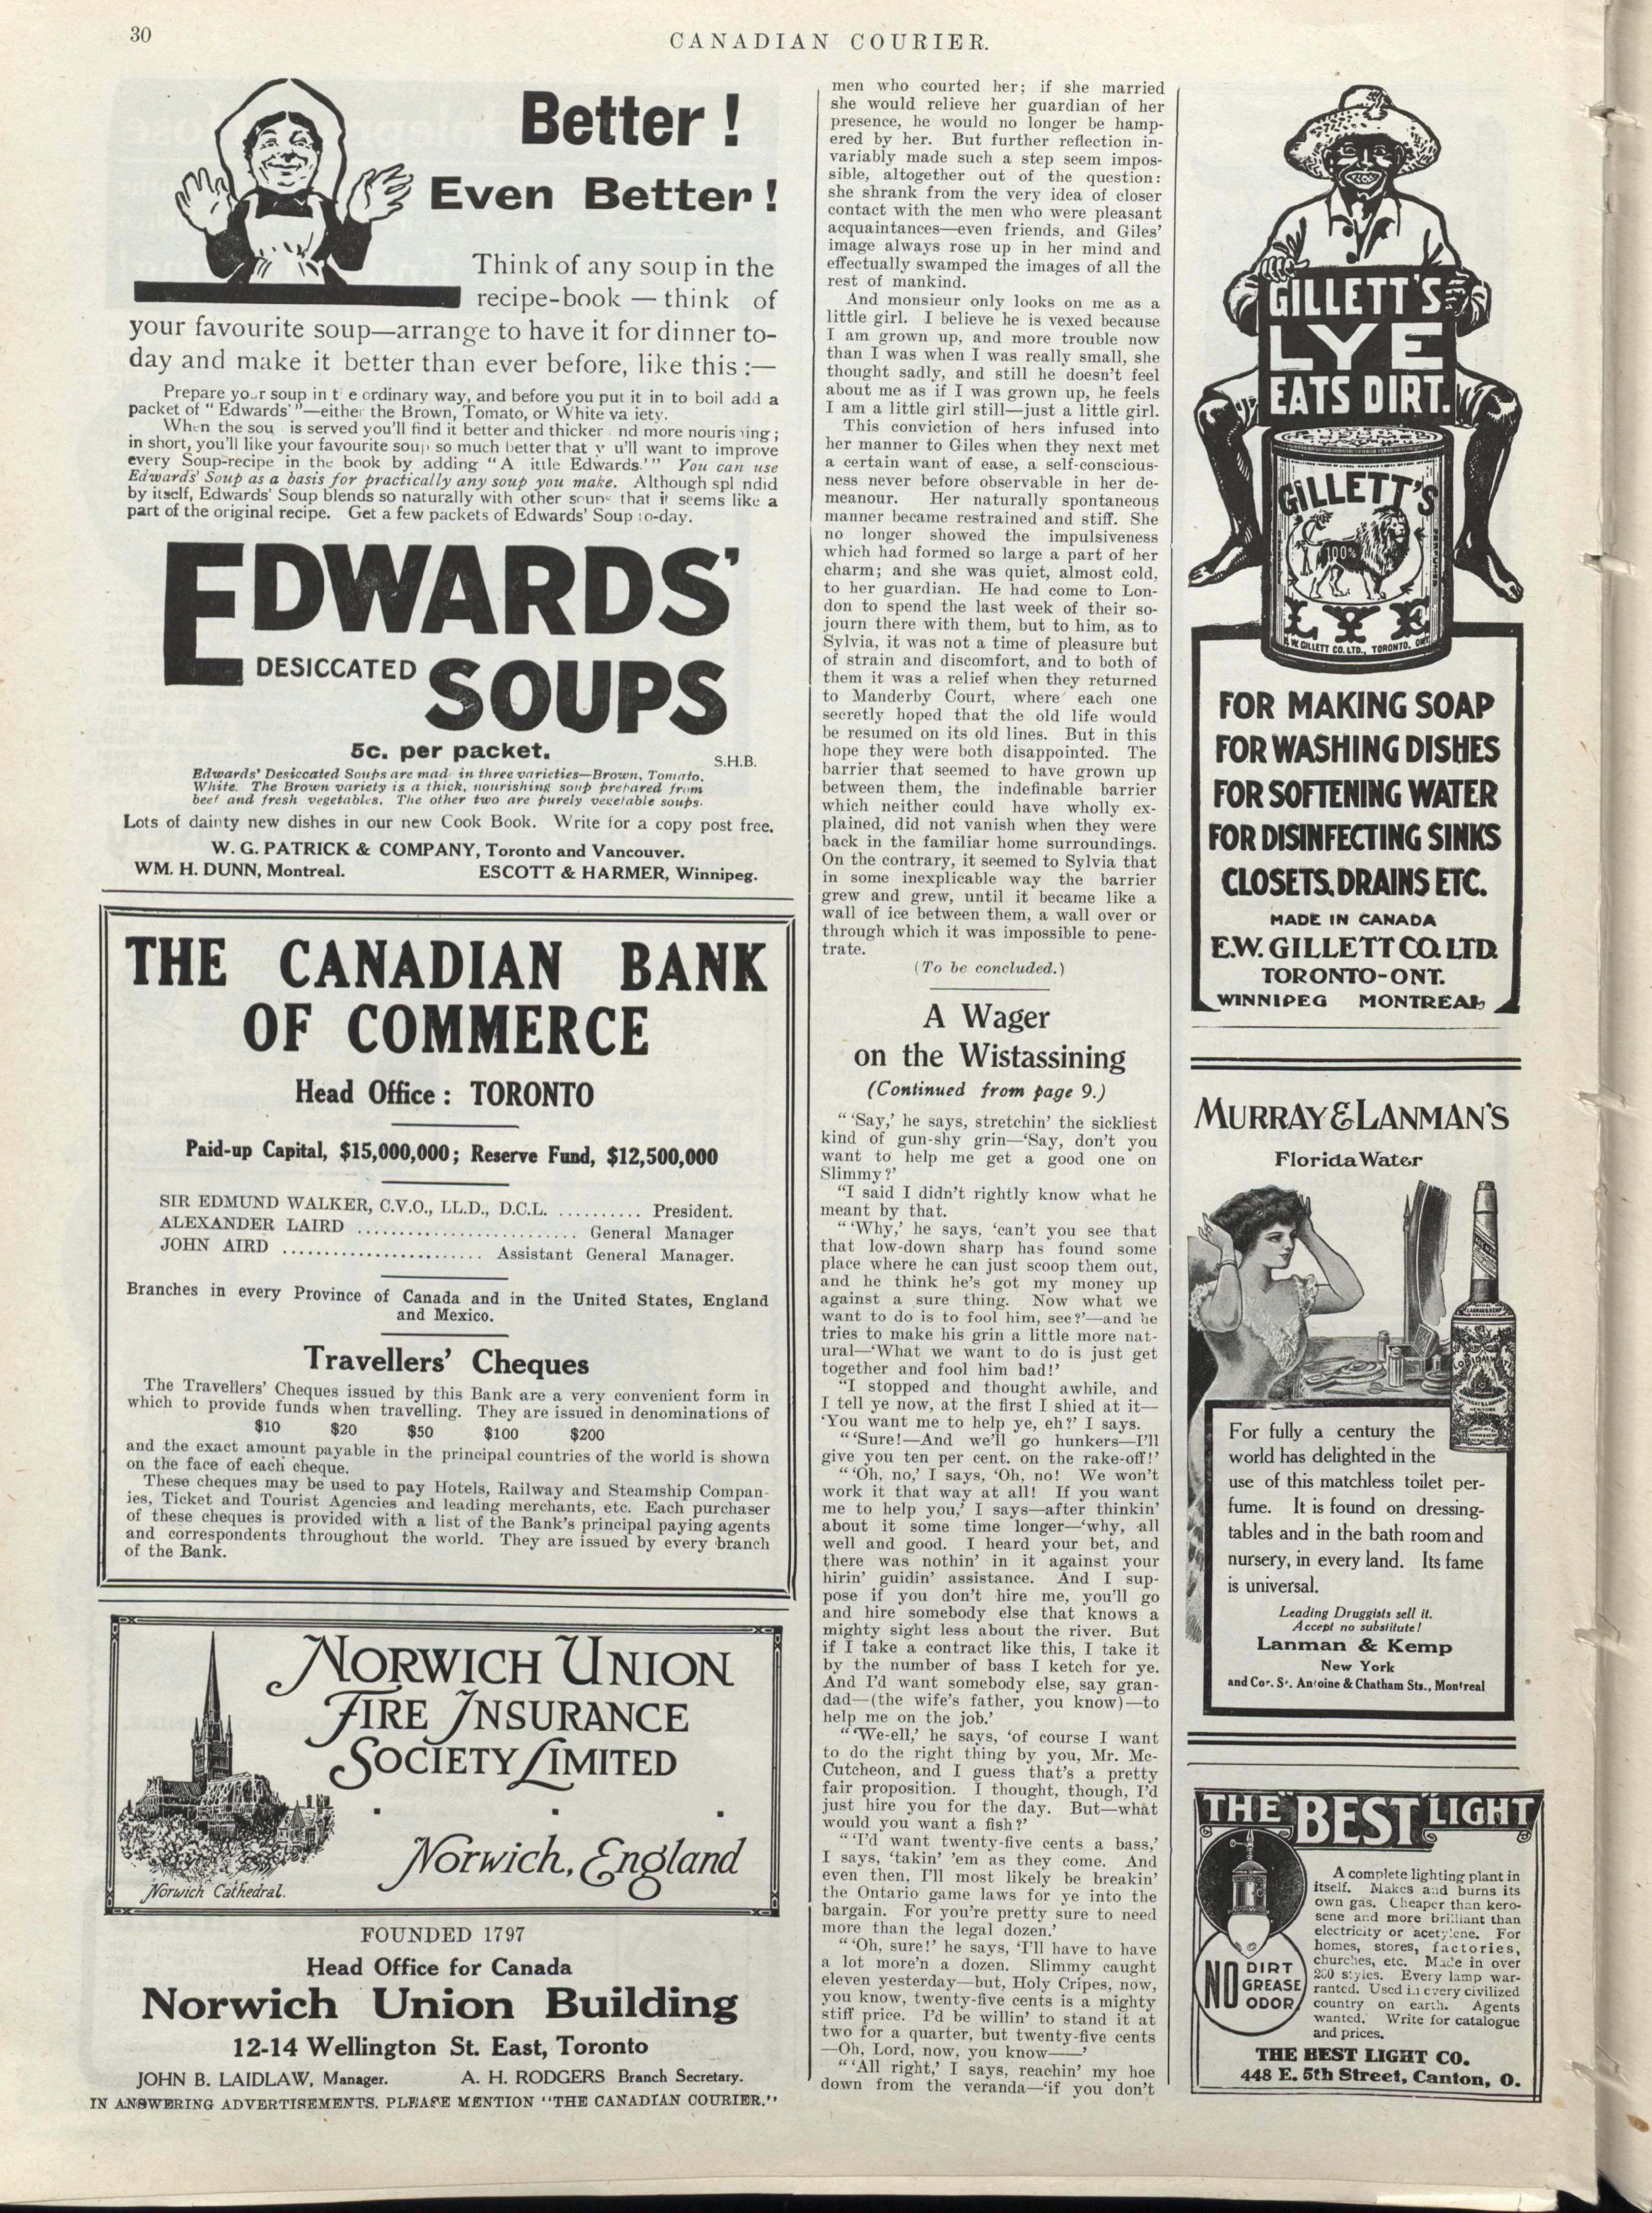 30
CANADIAN COURIER.
Better !
Even Better !
Think of any soup in the
recipe-book — think of
your favourite soup—arrange to have it for dinner to-
day and make it better than ever before, like this :—
Prepare soup in ordinary way, and before you put it in to boil add a
packet of "Edwards'"—either the Brown, Tomato, or White
When the is served you'll find it better and thicker more
in short, you'll like your favourite soup so much better that want to improve
every Soup-recipe in the book by adding Edwards.'" You can use
Edwards' Soup as a basis for practically any soup you make. Although
by itself, Edwards' Soup blends so naturally with other that it seems like a
part of the original recipe. Get a few packets of Edwards' Soup
EDWARDS'
DESICCATED
SOUPS
5c. per packet.
S.H.B.
Edwards' Desiccated Soups are in three varieties—Brown, Tomato,
White. The Brown variety is a thick, nourishing soup prepared from
beef and fresh vegetables. The other two are purely vegetable soups.
Lots of dainty new dishes in our new Cook Book. Write for a copy post free.
W. G. PATRICK & COMPANY, Toronto and Vancouver.
WM. H. DUNN, Montreal. ESCOTT & HARMER, Winnipeg.
THE CANADIAN BANK
OF COMMERCE
Head Office : TORONTO
Paid-up Capital, $15,000,000; Reserve Fund, $12,500,000
SIR EDMUND WALKER, C.V.O., LL.D., D.C.L. .......... President.
ALEXANDER LAIRD .......................... General Manager
JOHN AIRD ........................ Assistant General Manager.
Branches in every Province of Canada and in the United States, England
and Mexico.
Travellers' Cheques
The Travellers' Cheques issued by this Bank are a very convenient form in
which to provide funds when travelling. They are issued in denominations of
$10 $20 $50 $100 $200
and the exact amount payable in the principal countries of the world is shown
on the face of each cheque.
These cheques may be used to pay Hotels, Railway and Steamship Compan-
ies, Ticket and Tourist Agencies and leading merchants, etc. Each purchaser
of these cheques is provided with a list of the Bank's principal paying agents
and correspondents throughout the world. They are issued by every branch
of the Bank.
NORWICH UNION
FIRE INSURANCE
SOCIETY LIMITED
Norwich, England
Norwich Cathedral.
FOUNDED 1797
Head Office for Canada
Norwich Union Building
12-14 Wellington St. East, Toronto
JOHN B. LAIDLAW, Manager. A. H. RODGERS Branch Secretary.
IN ANSWERING ADVERTISEMENTS, PLEASE MENTION "THE CANADIAN COURIER."
men who courted her; if she married
she would relieve her guardian of her
presence, he would no longer be hamp-
ered by her. But further reflection in-
variably made such a step seem impos-
sible, altogether out of the question:
she shrank from the very idea of closer
contact with the men who were pleasant
acquaintances—even friends, and Giles'
image always rose up in her mind and
effectually swamped the images of all the
rest of mankind.
And monsieur only looks on me as a
little girl. I believe he is vexed because
I am grown up, and more trouble now
than I was when I was really small, she
thought sadly, and still he doesn't feel
about me as if I was grown up, he feels
I am a little girl still—just a little girl.
This conviction of hers infused into
her manner to Giles when they next met
a certain want of ease, a self-conscious-
ness never before observable in her de-
meanour. Her naturally spontaneous
manner became restrained and stiff. She
no longer showed the impulsiveness
which had formed so large a part of her
charm; and she was quiet, almost cold,
to her guardian. He had come to Lon-
don to spend the last week of their so-
journ there with them, but to him, as to
Sylvia, it was not a time of pleasure but
of strain and discomfort, and to both of
them it was a relief when they returned
to Manderby Court, where each one
secretly hoped that the old life would
be resumed on its old lines. But in this
hope they were both disappointed. The
barrier that seemed to have grown up
between them, the indefinable barrier
which neither could have wholly ex-
plained, did not vanish when they were
back in the familiar home surroundings.
On the contrary, it seemed to Sylvia that
in some inexplicable way the barrier
grew and grew, until it became like a
wall of ice between them, a wall over or
through which it was impossible to pene-
trate.
(To be concluded.)
A Wager
on the Wistassining
(Continued from page 9.)
"'Say,' he says, stretchin' the sickliest
kind of gun-shy grin—'Say, don't you
want to help me get a good one on
Slimmy?'
"I said I didn't rightly know what he
meant by that.
"'Why,' he says, 'can't you see that
that low-down sharp has found some
place where he can just scoop them out,
and he think he's got my money up
against a sure thing. Now what we
want to do is to fool him, see?'—and he
tries to make his grin a little more nat-
ural—'What we want to do is just get
together and fool him bad!'
"I stopped and thought awhile, and
I tell ye now, at the first I shied at it—
'You want me to help ye, eh?' I says.
"'Sure!—And we'll go hunkers—I'll
give you ten per cent. on the rake-off!'
"'Oh, no,' I says, 'Oh, no! We won't
work it that way at all! If you want
me to help you,' I says—after thinkin'
about it some time longer—'why, all
well and good. I heard your bet, and
there was nothin' in it against your
hirin' guidin' assistance. And I sup-
pose if you don't hire me, you'll go
and hire somebody else that knows a
mighty sight less about the river. But
if I take a contract like this, I take it
by the number of bass I ketch for ye.
And I'd want somebody else, say gran-
dad—(the wife's father, you know)—to
help me on the job.'
"'We-ell,' he says, 'of course I want
to do the right thing by you, Mr. Mc-
Cutcheon, and I guess that's a pretty
fair proposition. I thought, though, I'd
just hire you for the day. But—what
would you want a fish?'
"'I'd want twenty-five cents a bass,'
I says, 'takin' 'em as they come. And
even then, I'll most likely be breakin'
the Ontario game laws for ye into the
bargain. For you're pretty sure to need
more than the legal dozen.'
"'Oh, sure!' he says, 'I'll have to have
a lot more'n a dozen. Slimmy caught
eleven yesterday—but, Holy Cripes, now,
you know, twenty-five cents is a mighty
stiff price. I'd be willin' to stand it at
two for a quarter, but twenty-five cents
—Oh, Lord, now, you know——'
"'All right,' I says, reachin' my hoe
down from the veranda—'if you don't
GILLETT'S
LYE
EATS DIRT.
GILLETT'S
100%
LYE
E.W. GILLETT CO. LTD., TORONTO, ONT.
FOR MAKING SOAP
FOR WASHING DISHES
FOR SOFTENING WATER
FOR DISINFECTING SINKS
CLOSETS, DRAINS ETC.
MADE IN CANADA
E.W. GILLETT CO. LTD.
TORONTO-ONT.
WINNIPEG MONTREAL
MURRAY & LANMAN'S
Florida Water
For fully a century the
world has delighted in the
use of this matchless toilet per-
fume. It is found on dressing-
tables and in the bath room and
nursery, in every land. Its fame
is universal.
Leading Druggists sell it.
Accept no substitute!
Lanman & Kemp
New York
and Cor. St. Antoine & Chatham Sts., Montreal
THE "BEST" LIGHT
A complete lighting plant in
itself. Makes and burns its
own gas. Cheaper than kero-
sene and more brilliant than
electricity or acetylene. For
homes, stores, factories,
churches, etc. Made in over
200 styles. Every lamp war-
ranted. Used in every civilized
country on earth. Agents
wanted. Write for catalogue
and prices.
NO DIRT
GREASE
ODOR
THE BEST LIGHT CO.
448 E. 5th Street, Canton, O.